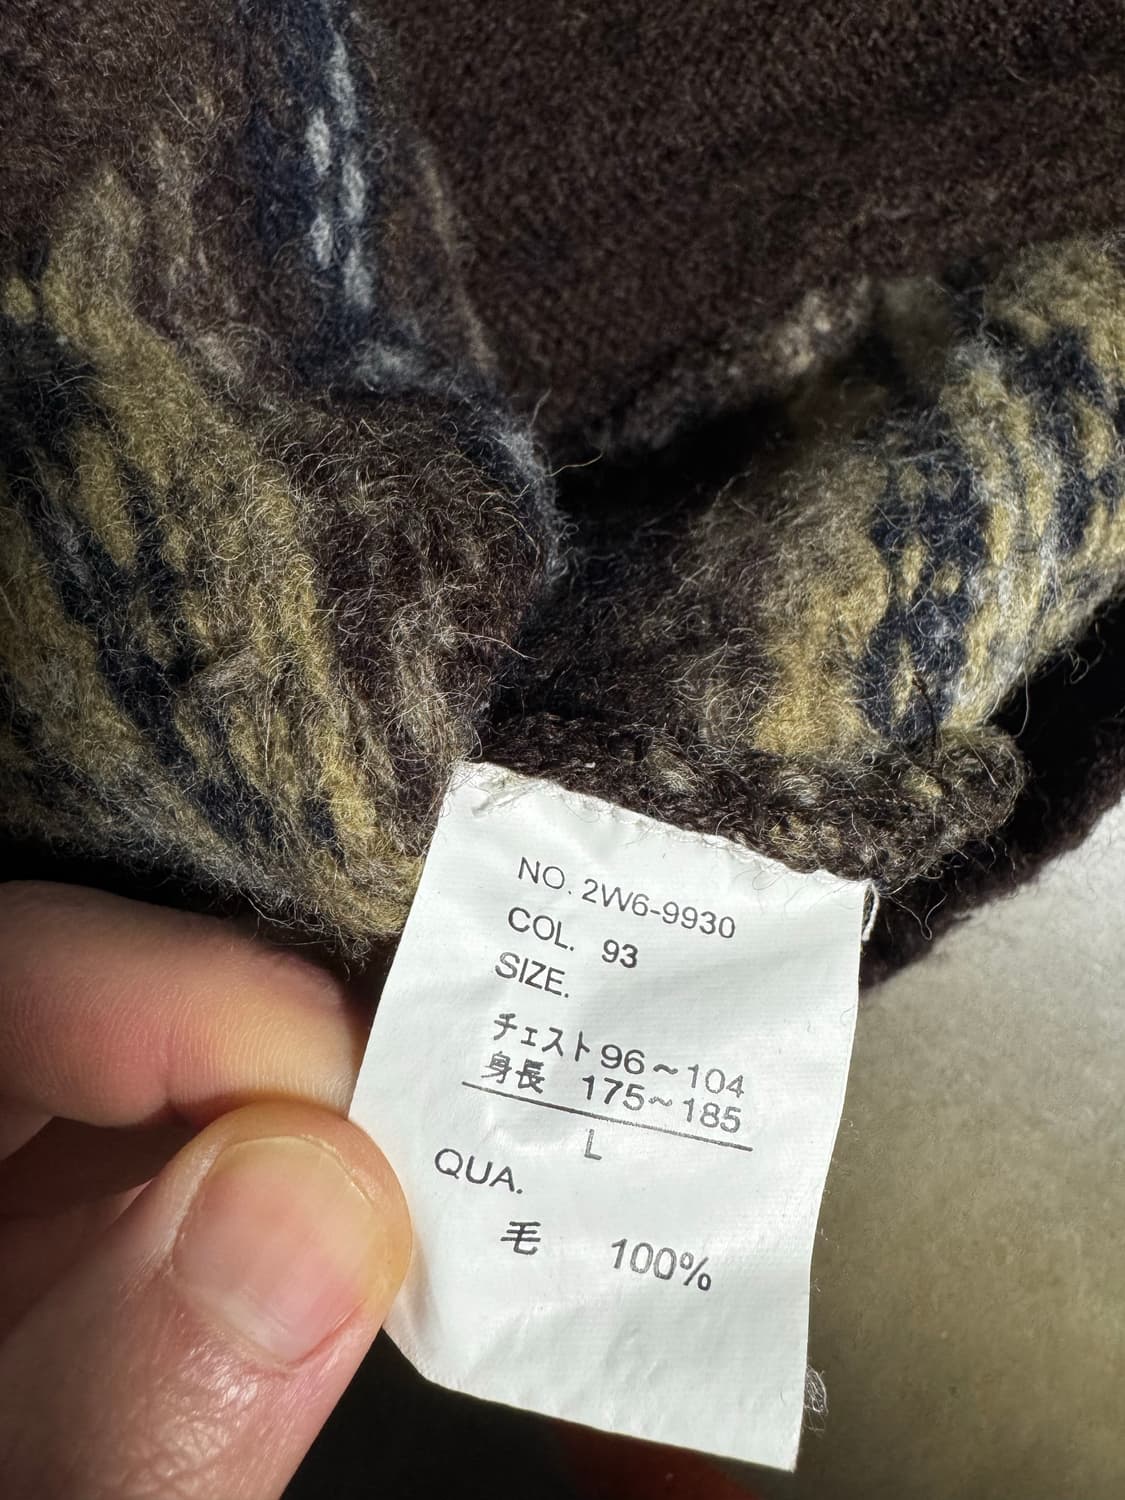 NO. 2W6-9930
COL. 93
SIZE.
チェスト 96～104
身長 175～185
L
QUA.
毛 100%